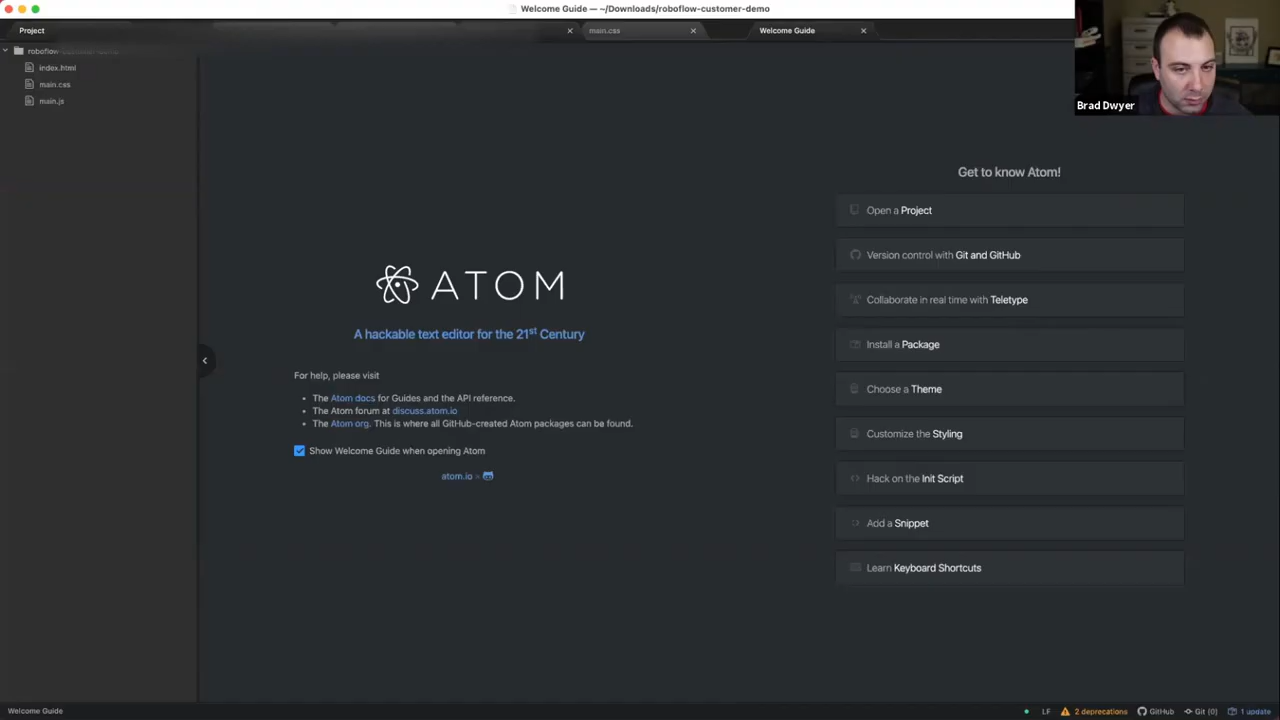 Welcome Guide — ~/Downloads/roboflow-customer-demo
Project
main.css
Welcome Guide
roboflow-customer-demo
index.html
main.css
main.js
Brad Dwyer
ATOM
A hackable text editor for the 21st Century
For help, please visit
• The Atom docs for Guides and the API reference.
• The Atom forum at discuss.atom.io
• The Atom org. This is where all GitHub-created Atom packages can be found.
Show Welcome Guide when opening Atom
atom.io ×
Get to know Atom!
Open a Project
Version control with Git and GitHub
Collaborate in real time with Teletype
Install a Package
Choose a Theme
Customize the Styling
Hack on the Init Script
Add a Snippet
Learn Keyboard Shortcuts
Welcome Guide
LF
2 deprecations
GitHub
Git (0)
1 update